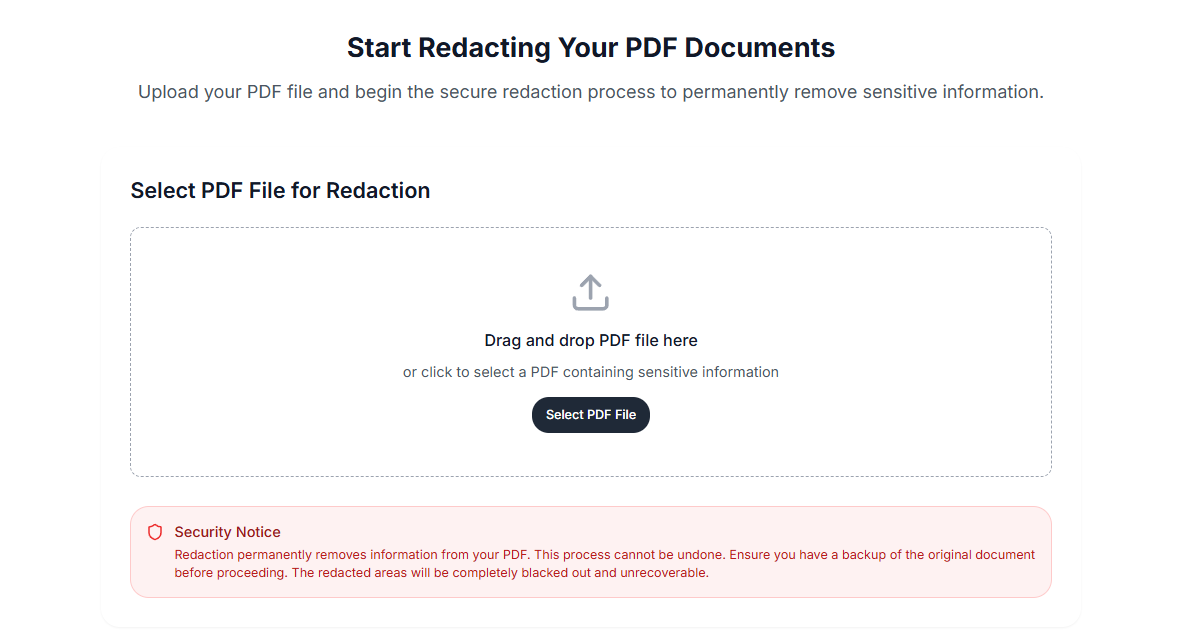 Start Redacting Your PDF Documents
Upload your PDF file and begin the secure redaction process to permanently remove sensitive information.
Select PDF File for Redaction
Drag and drop PDF file here
or click to select a PDF containing sensitive information
Select PDF File
Security Notice
Redaction permanently removes information from your PDF. This process cannot be undone. Ensure you have a backup of the original document
before proceeding. The redacted areas will be completely blacked out and unrecoverable.